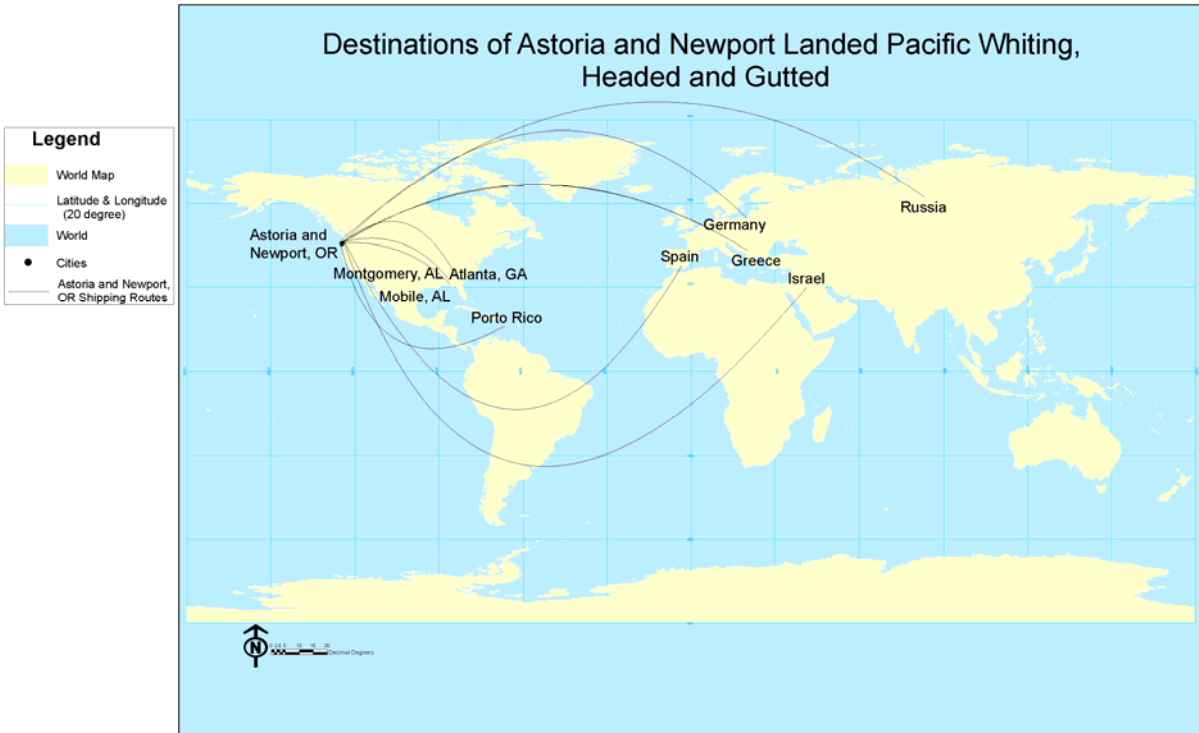 Destinations of Astoria and Newport Landed Pacific Whiting,
Headed and Gutted
Legend
World Map
Latitude & Longitude
(20 degree)
World
Cities
Astoria and Newport,
OR Shipping Routes
Astoria and
Newport, OR
Montgomery, AL
Atlanta, GA
Mobile, AL
Porto Rico
Germany
Spain
Greece
Israel
Russia
N
Decimal Degrees